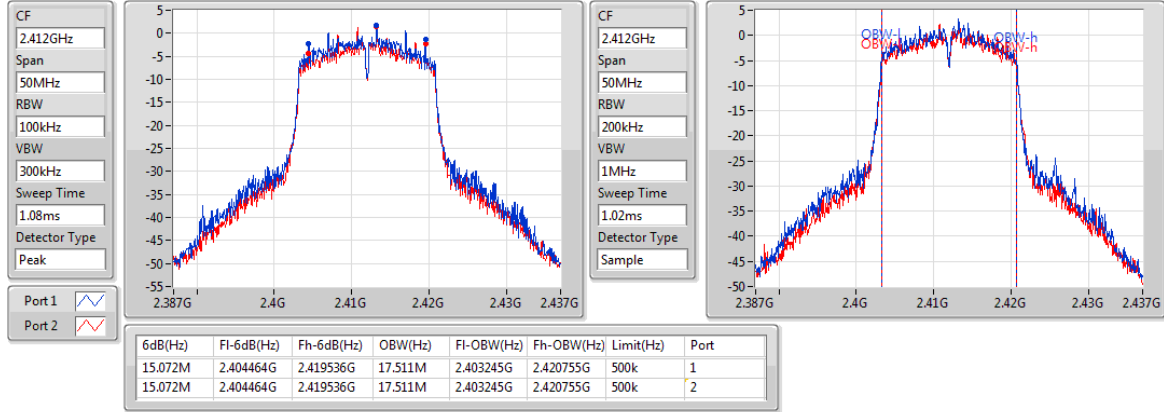 CF
2.412GHz
Span
50MHz
RBW
100kHz
VBW
300kHz
Sweep Time
1.08ms
Detector Type
Peak
Port 1
Port 2
5
0
-5
-10
-15
-20
-25
-30
-35
-40
-45
-50
-55
2.387G 2.4G 2.41G 2.42G 2.43G 2.437G
CF
2.412GHz
Span
50MHz
RBW
200kHz
VBW
1MHz
Sweep Time
1.02ms
Detector Type
Sample
5
0
-5
-10
-15
-20
-25
-30
-35
-40
-45
-50
OBW-h
OBW-h
2.387G 2.4G 2.41G 2.42G 2.43G 2.437G
6dB(Hz) Fl-6dB(Hz) Fh-6dB(Hz) OBW(Hz) Fl-OBW(Hz) Fh-OBW(Hz) Limit(Hz) Port
15.072M 2.404464G 2.419536G 17.511M 2.403245G 2.420755G 500k 1
15.072M 2.404464G 2.419536G 17.511M 2.403245G 2.420755G 500k 2